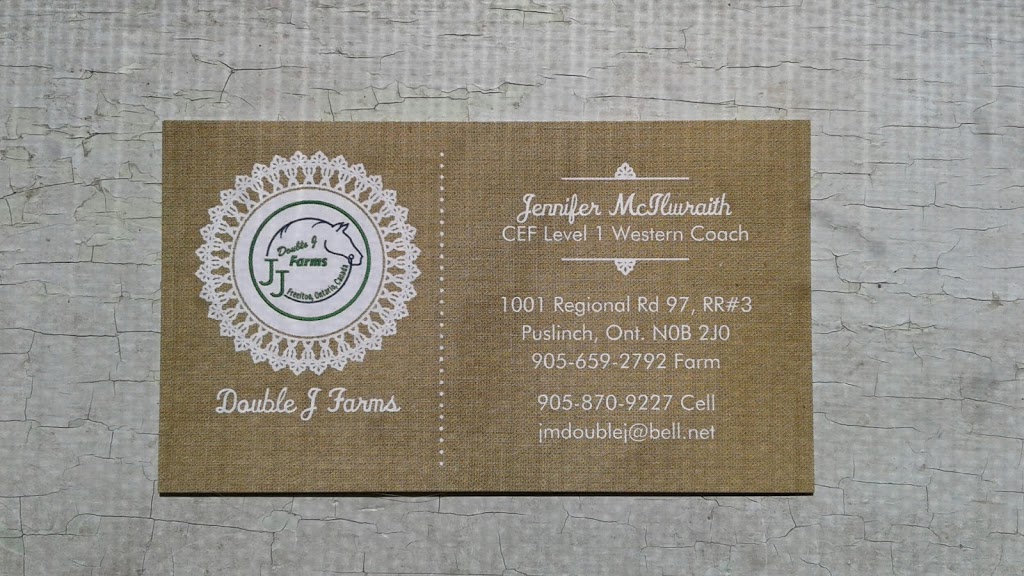 Double J
Farms
JJ
Freelton, Ontario, Canada
Double J Farms
Jennifer McIlwraith
CEF Level 1 Western Coach
1001 Regional Rd 97, RR#3
Puslinch, Ont. N0B 2J0
905-659-2792 Farm
905-870-9227 Cell
jmdoublej@bell.net